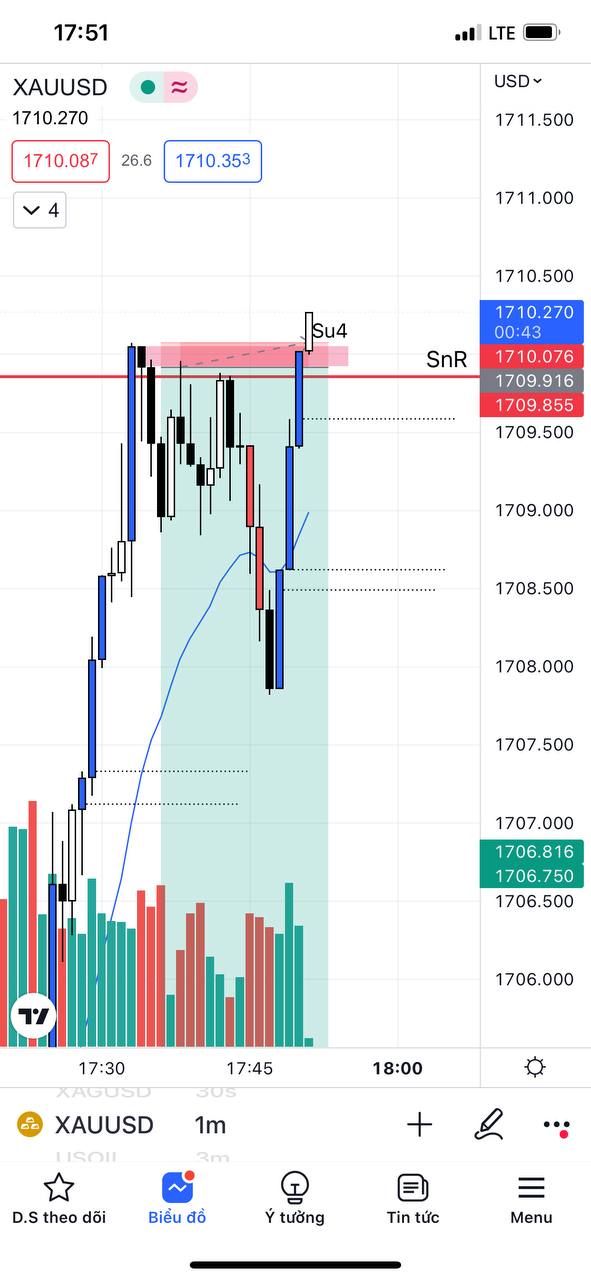 17:51
LTE
XAUUSD
USD
1710.270
1711.500
1710.087
26.6
1710.353
4
1711.000
1710.500
1710.270
00:43
Su4
SnR
1710.076
1709.916
1709.855
1709.500
1709.000
1708.500
1708.000
1707.500
1707.000
1706.816
1706.750
1706.500
1706.000
17:30
17:45
18:00
XAGUSD 30s
XAUUSD 1m
USOIL 3m
D.S theo dõi
Biểu đồ
Ý tưởng
Tin tức
Menu